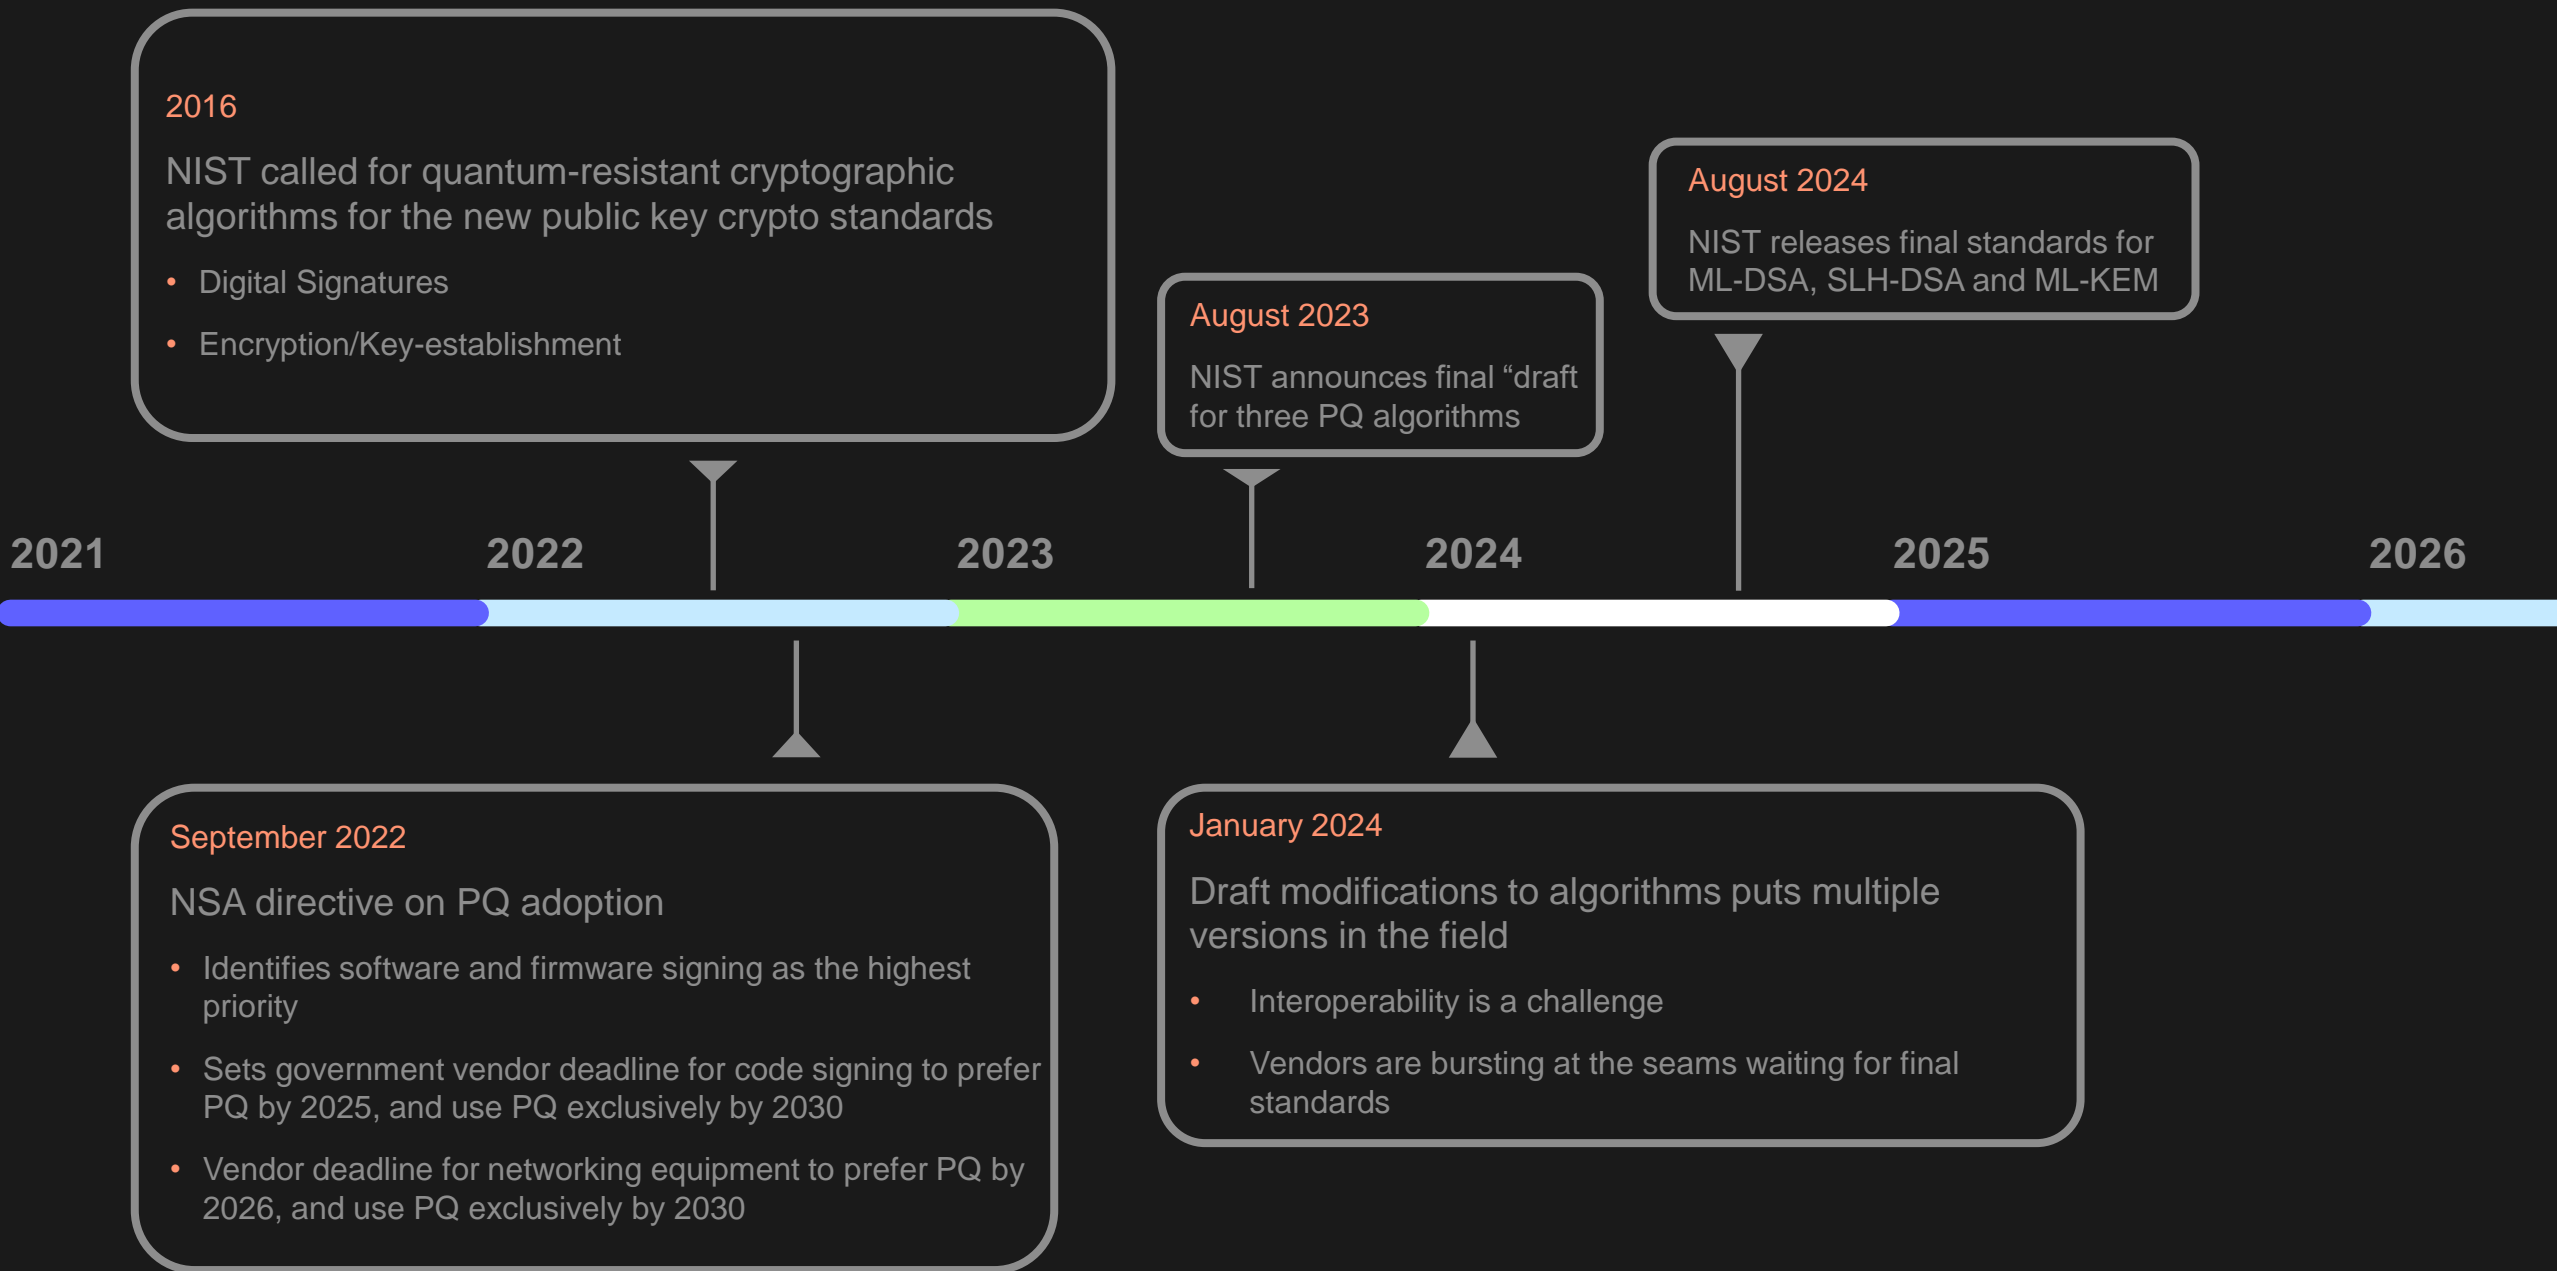 2016
NIST called for quantum-resistant cryptographic
algorithms for the new public key crypto standards
• Digital Signatures
• Encryption/Key-establishment
August 2023
NIST announces final “draft
for three PQ algorithms
August 2024
NIST releases final standards for
ML-DSA, SLH-DSA and ML-KEM
2021
2022
2023
2024
2025
2026
September 2022
NSA directive on PQ adoption
• Identifies software and firmware signing as the highest
priority
• Sets government vendor deadline for code signing to prefer
PQ by 2025, and use PQ exclusively by 2030
• Vendor deadline for networking equipment to prefer PQ by
2026, and use PQ exclusively by 2030
January 2024
Draft modifications to algorithms puts multiple
versions in the field
• Interoperability is a challenge
• Vendors are bursting at the seams waiting for final
standards